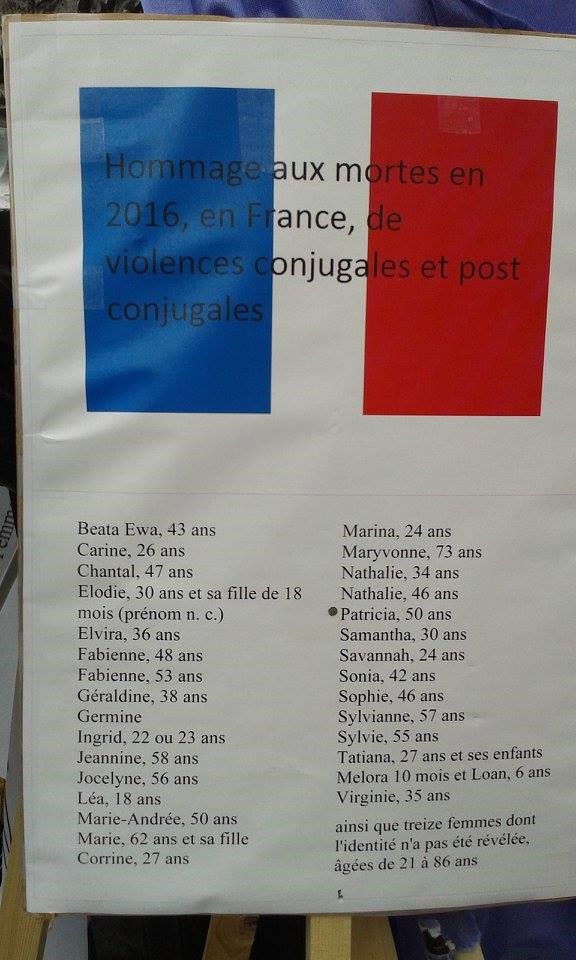 Hommage aux mortes en
2016, en France, de
violences conjugales et post
conjugales
Beata Ewa, 43 ans
Carine, 26 ans
Chantal, 47 ans
Elodie, 30 ans et sa fille de 18
mois (prénom n. c.)
Elvira, 36 ans
Fabienne, 48 ans
Fabienne, 53 ans
Géraldine, 38 ans
Germine
Ingrid, 22 ou 23 ans
Jeannine, 58 ans
Jocelyne, 56 ans
Léa, 18 ans
Marie-Andrée, 50 ans
Marie, 62 ans et sa fille
Corrine, 27 ans
Marina, 24 ans
Maryvonne, 73 ans
Nathalie, 34 ans
Nathalie, 46 ans
Patricia, 50 ans
Samantha, 30 ans
Savannah, 24 ans
Sonia, 42 ans
Sophie, 46 ans
Sylvianne, 57 ans
Sylvie, 55 ans
Tatiana, 27 ans et ses enfants
Melora 10 mois et Loan, 6 ans
Virginie, 35 ans
ainsi que treize femmes dont
l'identité n'a pas été révélée,
âgées de 21 à 86 ans